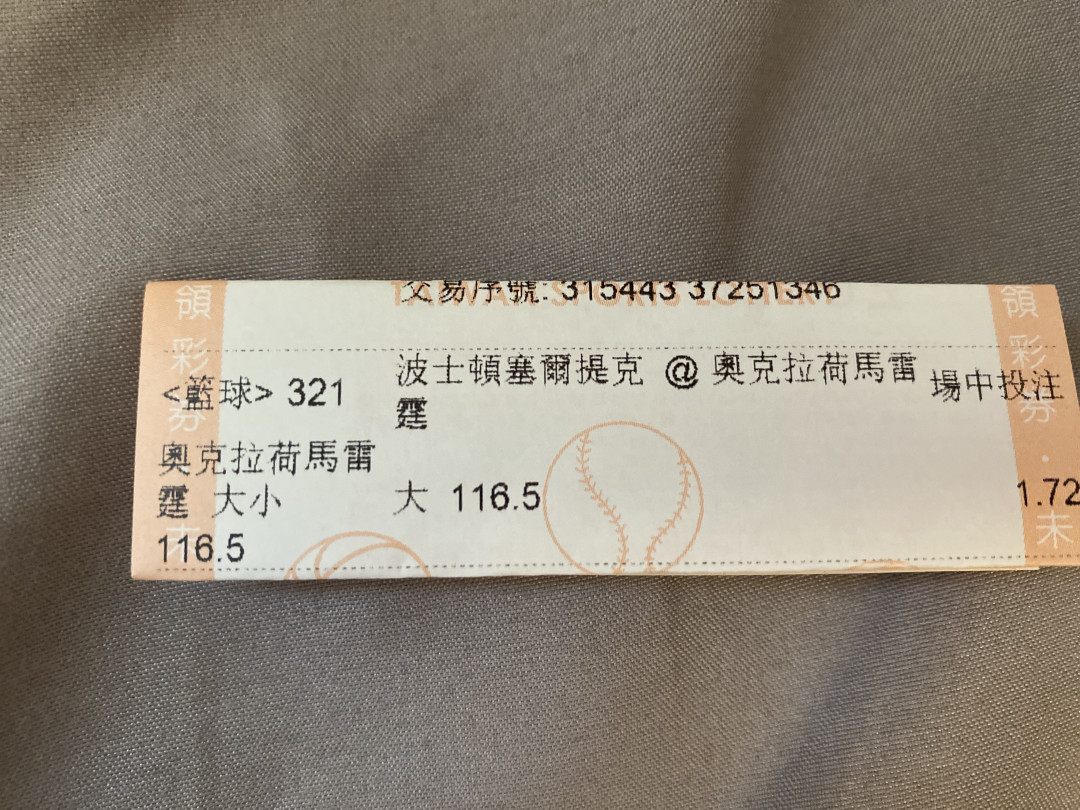 交易序號: 315443 37251346
<籃球> 321
波士頓塞爾提克 @ 奧克拉荷馬雷
霆
場中投注
奧克拉荷馬雷
霆 大小
116.5
大 116.5
1.72
領彩券
領彩券·未